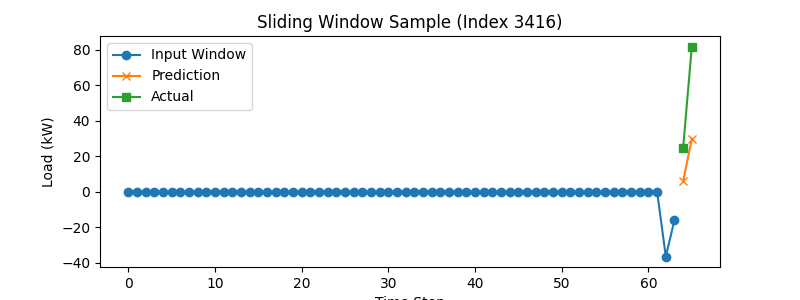 Sliding Window Sample (Index 3416)
Input Window
Prediction
Actual
Load (kW)
80
60
40
20
0
−20
−40
0 10 20 30 40 50 60
Time Step